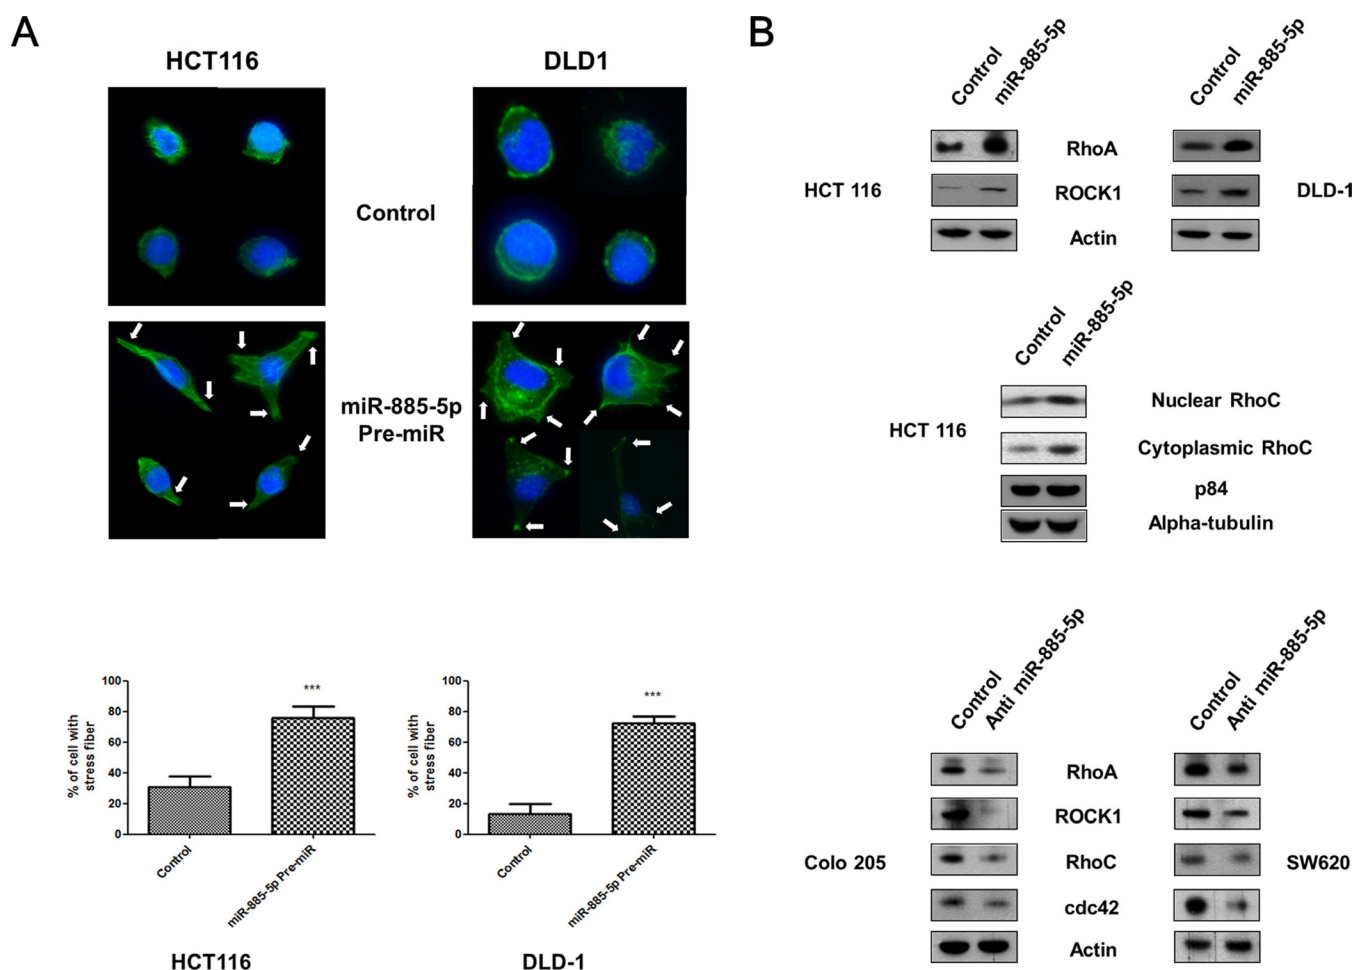 A
HCT116
DLD1
Control
miR-885-5p
Pre-miR
% of cell with
stress fiber
100
80
60
40
20
0
***
Control
miR-885-5p Pre-miR
HCT116
% of cell with
stress fiber
100
80
60
40
20
0
***
Control
miR-885-5p Pre-miR
DLD-1
B
Control
miR-885-5p
Control
miR-885-5p
HCT 116
RhoA
ROCK1
Actin
DLD-1
Control
miR-885-5p
HCT 116
Nuclear RhoC
Cytoplasmic RhoC
p84
Alpha-tubulin
Control
Anti miR-885-5p
Control
Anti miR-885-5p
Colo 205
RhoA
ROCK1
RhoC
cdc42
Actin
SW620